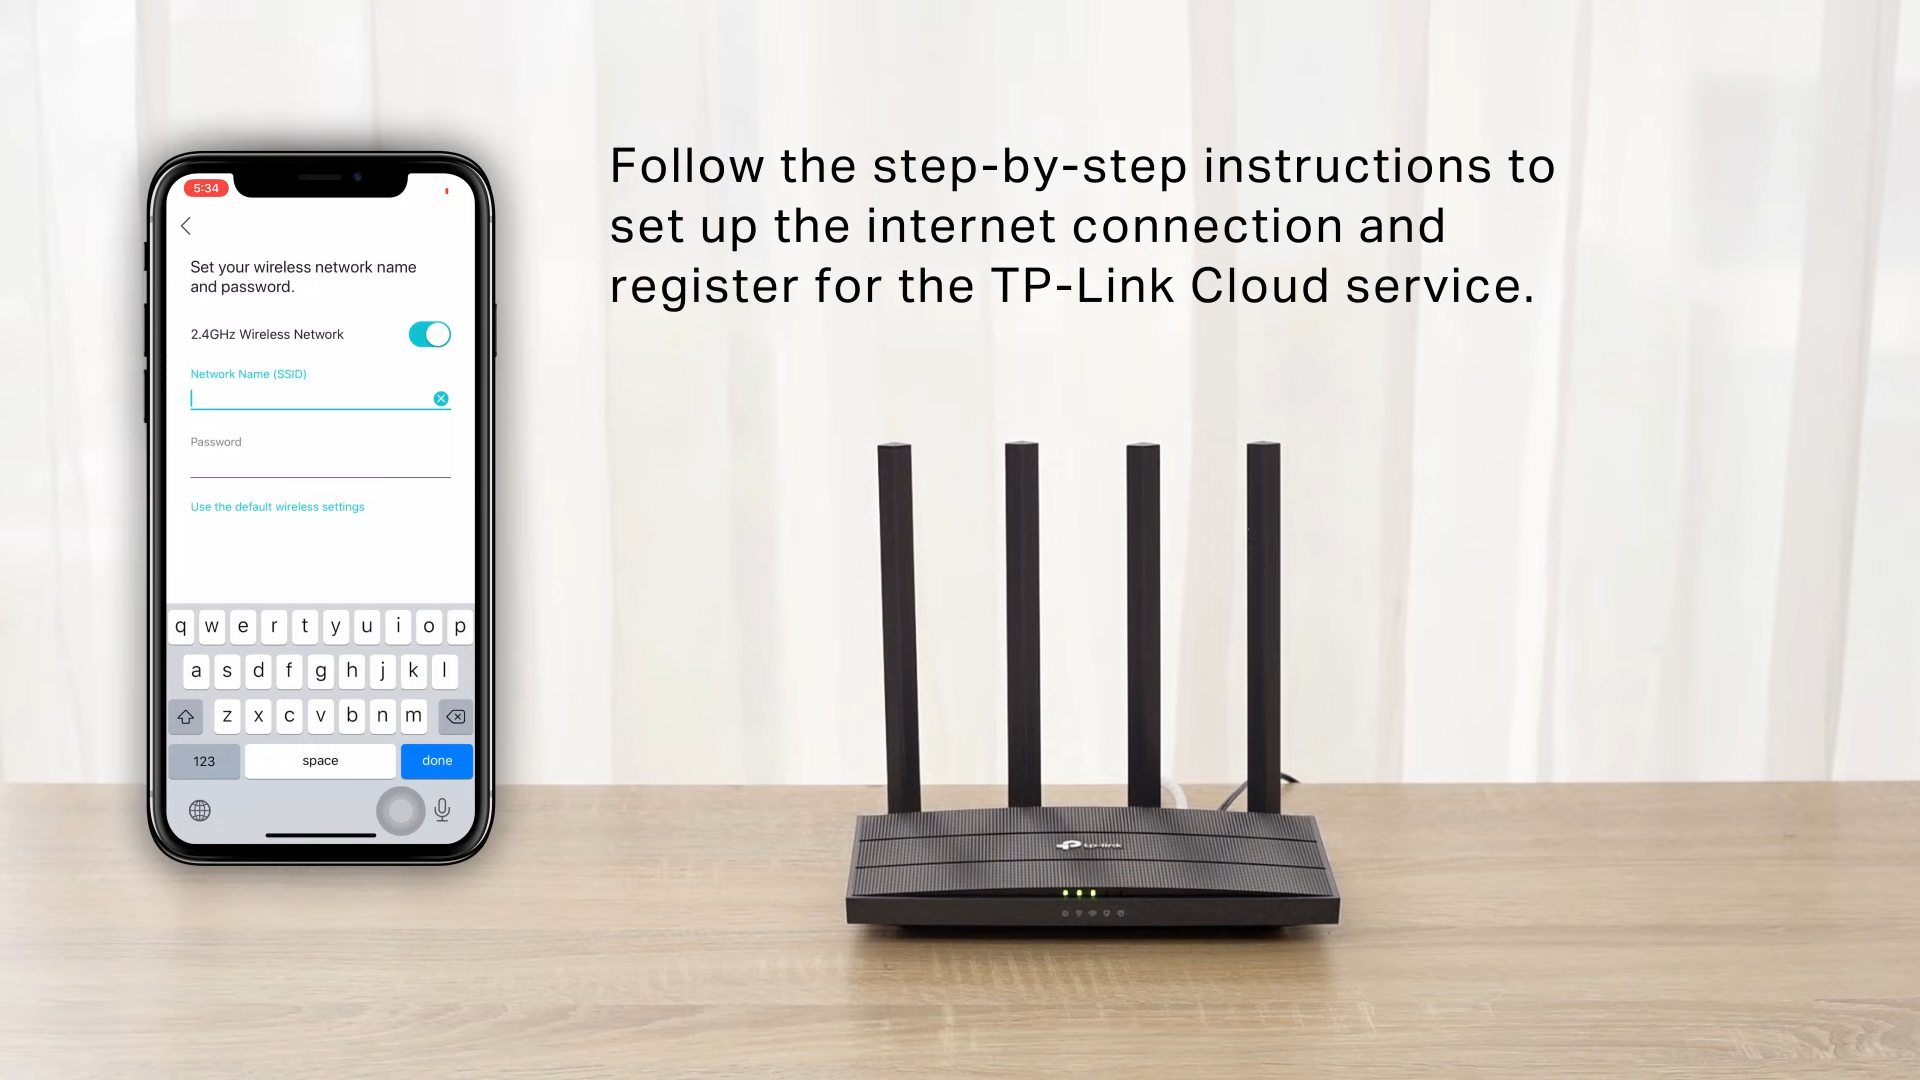 Follow the step-by-step instructions to
set up the internet connection and
register for the TP-Link Cloud service.
5:34
Set your wireless network name
and password.
2.4GHz Wireless Network
Network Name (SSID)
Password
Use the default wireless settings
q w e r t y u i o p
a s d f g h j k l
z x c v b n m
123 space done
tp-link